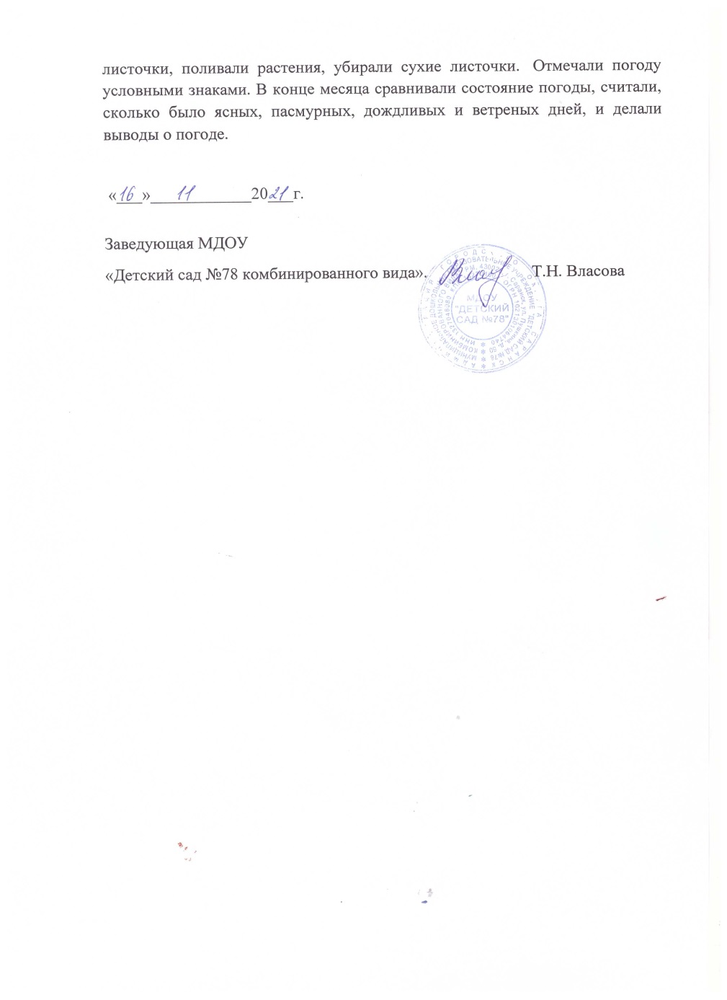 листочки, поливали растения, убирали сухие листочки. Отмечали погоду
условными знаками. В конце месяца сравнивали состояние погоды, считали,
сколько было ясных, пасмурных, дождливых и ветреных дней, и делали
выводы о погоде.
«16» 11 2021 г.
Заведующая МДОУ
«Детский сад №78 комбинированного вида». Т.Н. Власова
МДОУ
"ДЕТСКИЙ
САД №78"